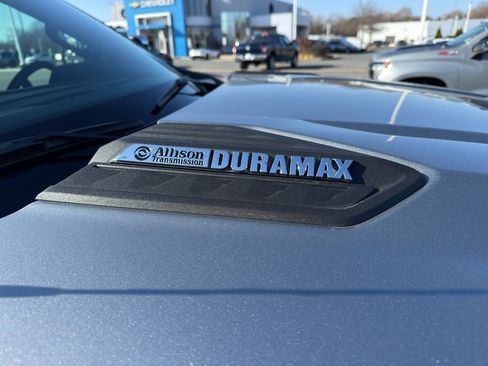 CHEVROLET
Allison
Transmission
DURAMAX